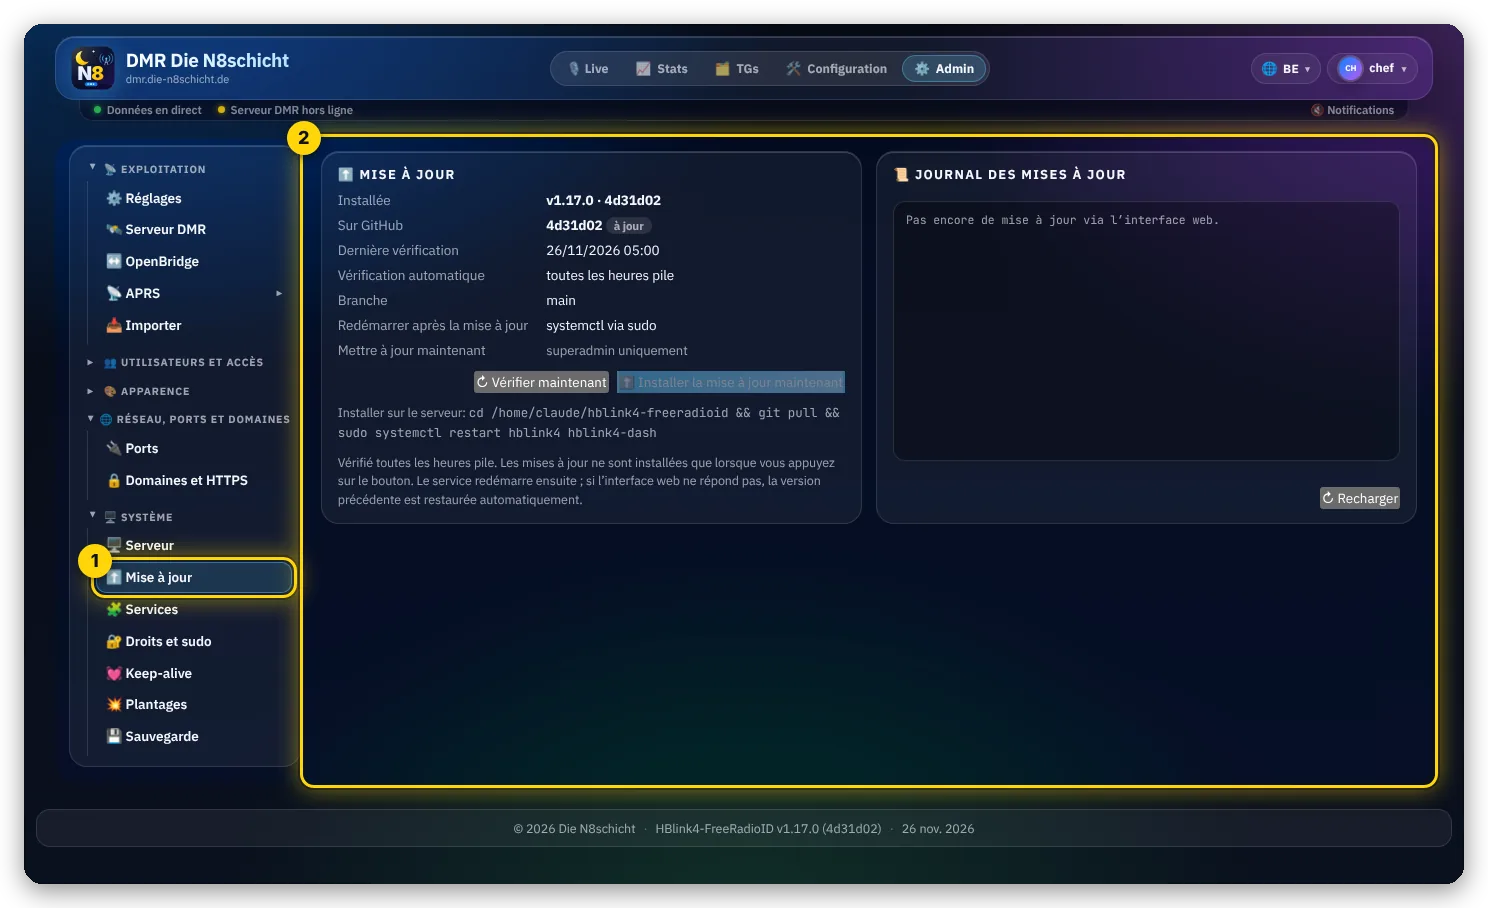 N8
DMR Die N8schicht
dmr.die-n8schicht.de
Live
Stats
TGs
Configuration
Admin
BE
CH
chef
Données en direct
Serveur DMR hors ligne
Notifications
2
EXPLOITATION
Réglages
Serveur DMR
OpenBridge
APRS
Importer
UTILISATEURS ET ACCÈS
APPARENCE
RÉSEAU, PORTS ET DOMAINES
Ports
Domaines et HTTPS
SYSTÈME
Serveur
1
Mise à jour
Services
Droits et sudo
Keep-alive
Plantages
Sauvegarde
MISE À JOUR
Installée v1.17.0 · 4d31d02
Sur GitHub 4d31d02 à jour
Dernière vérification 26/11/2026 05:00
Vérification automatique toutes les heures pile
Branche main
Redémarrer après la mise à jour systemctl via sudo
Mettre à jour maintenant superadmin uniquement
Vérifier maintenant
Installer la mise à jour maintenant
Installer sur le serveur: cd /home/claude/hblink4-freeradioid && git pull &&
sudo systemctl restart hblink4 hblink4-dash
Vérifié toutes les heures pile. Les mises à jour ne sont installées que lorsque vous appuyez
sur le bouton. Le service redémarre ensuite ; si l’interface web ne répond pas, la version
précédente est restaurée automatiquement.
JOURNAL DES MISES À JOUR
Pas encore de mise à jour via l’interface web.
Recharger
© 2026 Die N8schicht · HBlink4-FreeRadioID v1.17.0 (4d31d02) · 26 nov. 2026